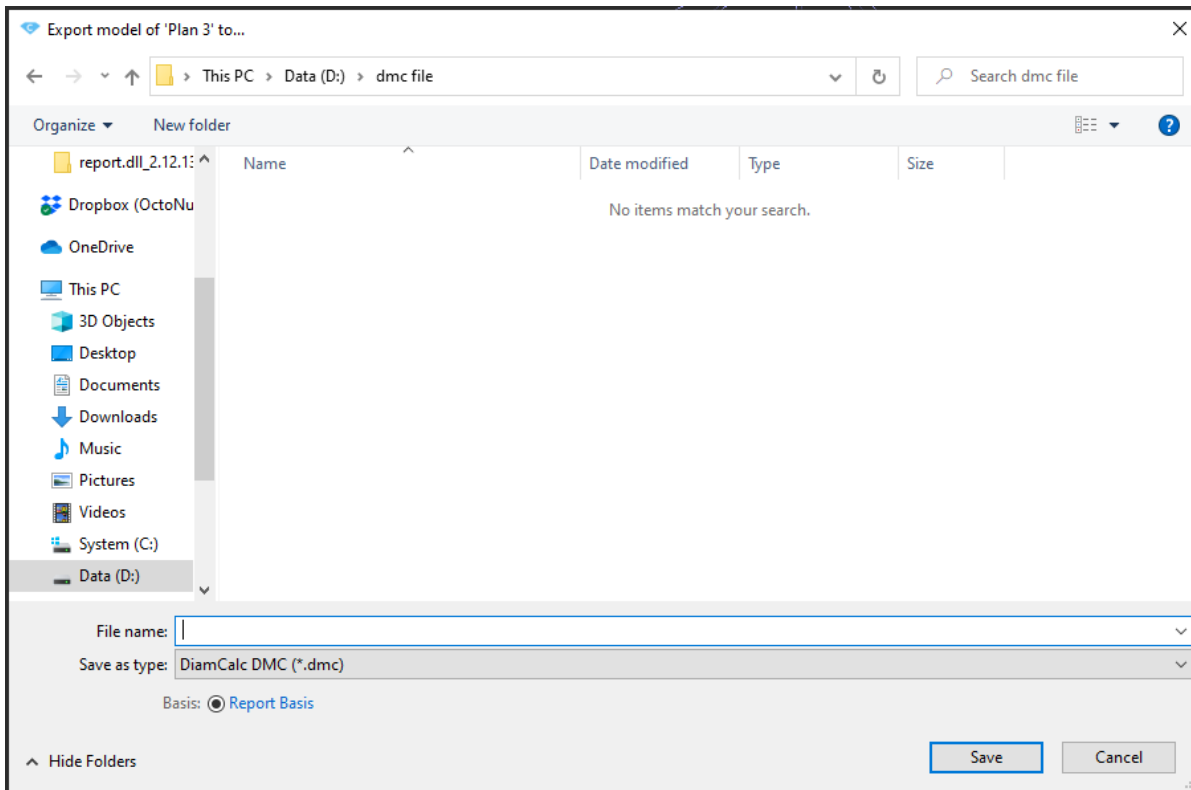 Export model of 'Plan 3' to...
This PC > Data (D:) > dmc file
Search dmc file
Organize
New folder
Name
Date modified
Type
Size
report.dll_2.12.13
Dropbox (OctoNu
OneDrive
This PC
3D Objects
Desktop
Documents
Downloads
Music
Pictures
Videos
System (C:)
Data (D:)
No items match your search.
File name:
Save as type: DiamCalc DMC (*.dmc)
Basis: Report Basis
Hide Folders
Save
Cancel